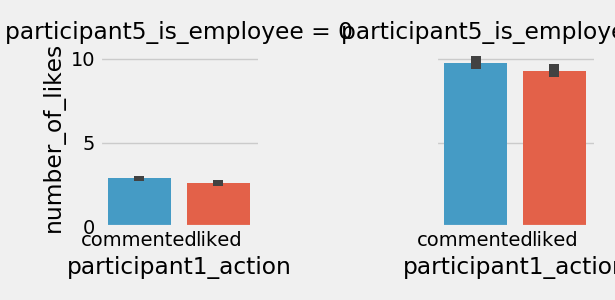 participant5_is_employee = 0
participant5_is_employe
number_of_likes
10
5
0
commented liked
commented liked
participant1_action
participant1_action